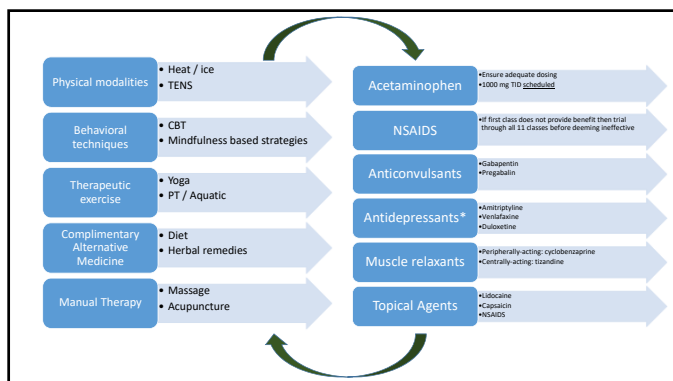 Physical modalities
• Heat / ice
• TENS
Behavioral
techniques
• CBT
• Mindfulness based strategies
Therapeutic
exercise
• Yoga
• PT / Aquatic
Complimentary
Alternative
Medicine
• Diet
• Herbal remedies
Manual Therapy
• Massage
• Acupuncture
Acetaminophen
•Ensure adequate dosing
•1000 mg TID scheduled
NSAIDS
•If first class does not provide benefit then trial
through all 11 classes before deeming ineffective
Anticonvulsants
•Gabapentin
•Pregabalin
Antidepressants*
•Amitriptyline
•Venlafaxine
•Duloxetine
Muscle relaxants
•Peripherally-acting: cyclobenzaprine
•Centrally-acting: tizandine
Topical Agents
•Lidocaine
•Capsaicin
•NSAIDS